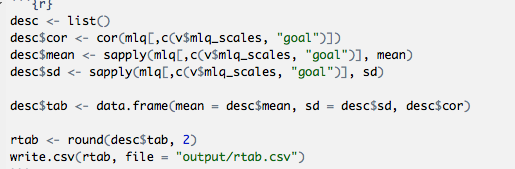 ```{r}
desc <- list()
desc$cor <- cor(mlq[,c(v$mlq_scales, "goal")])
desc$mean <- sapply(mlq[,c(v$mlq_scales, "goal")], mean)
desc$sd <- sapply(mlq[,c(v$mlq_scales, "goal")], sd)
desc$tab <- data.frame(mean = desc$mean, sd = desc$sd, desc$cor)
rtab <- round(desc$tab, 2)
write.csv(rtab, file = "output/rtab.csv")